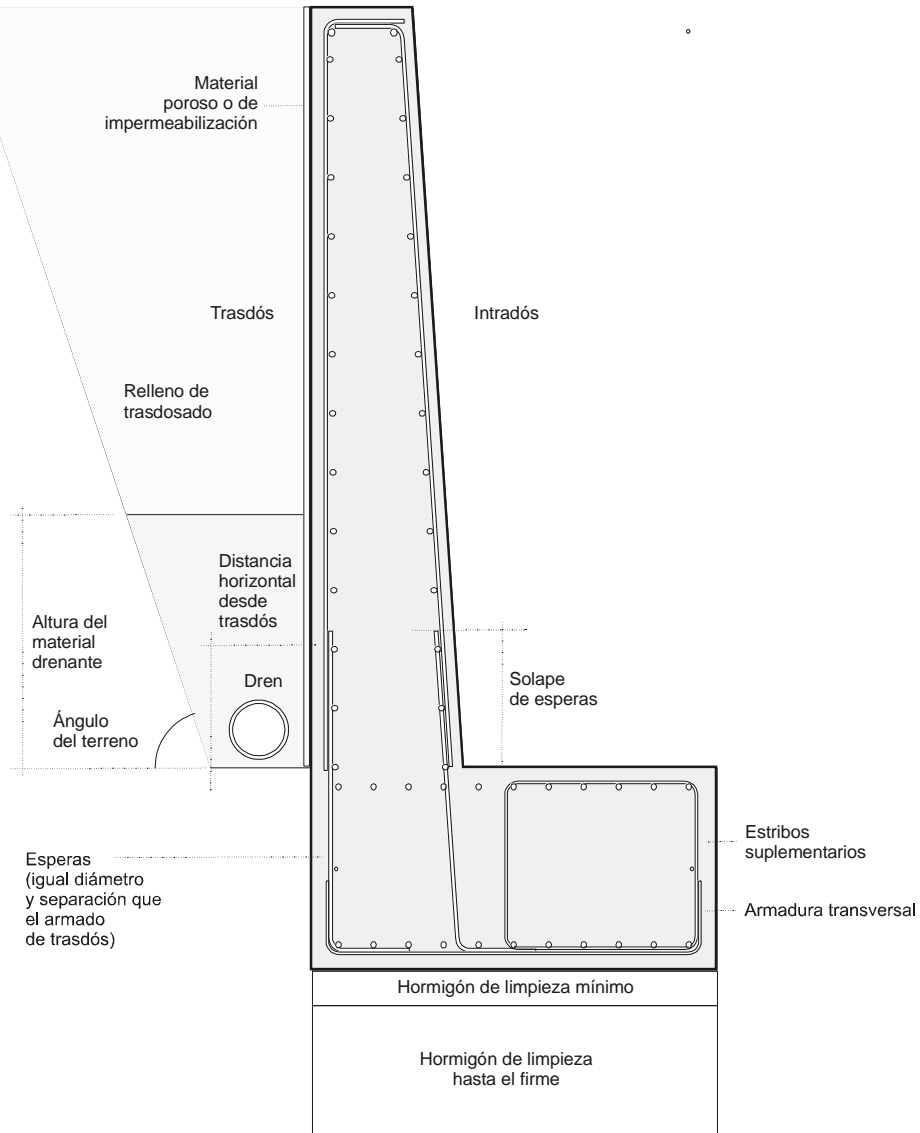 Material
poroso o de
impermeabilización
Trasdós
Intradós
Relleno de
trasdosado
Distancia
horizontal
desde
trasdós
Altura del
material
drenante
Solape
de esperas
Dren
Ángulo
del terreno
Estribos
suplementarios
Esperas
(igual diámetro
y separación que
el armado
de trasdós)
Armadura transversal
Hormigón de limpieza mínimo
Hormigón de limpieza
hasta el firme